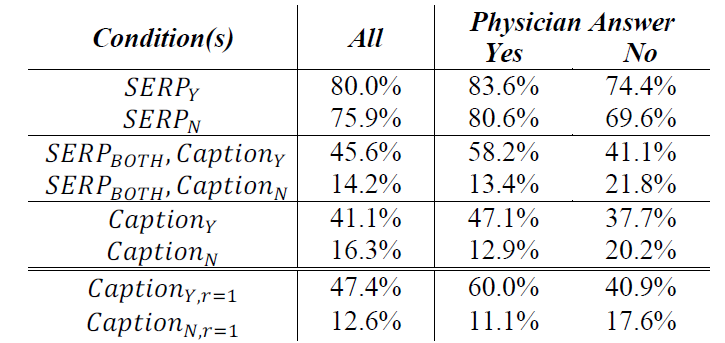 Condition(s) All Physician Answer
Yes No
SERP_Y 80.0% 83.6% 74.4%
SERP_N 75.9% 80.6% 69.6%
SERP_BOTH, Caption_Y 45.6% 58.2% 41.1%
SERP_BOTH, Caption_N 14.2% 13.4% 21.8%
Caption_Y 41.1% 47.1% 37.7%
Caption_N 16.3% 12.9% 20.2%
Caption_Y,r=1 47.4% 60.0% 40.9%
Caption_N,r=1 12.6% 11.1% 17.6%